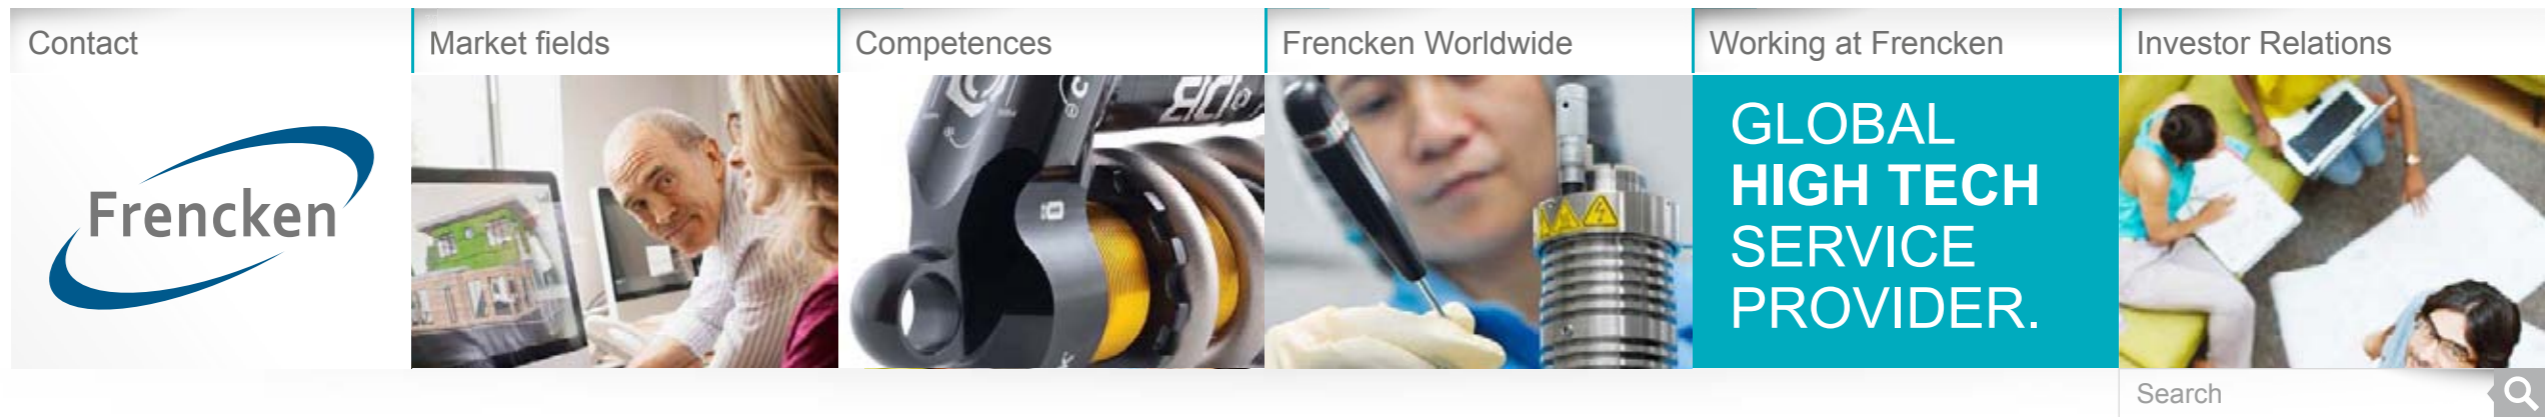 Contact
Market fields
Competences
Frencken Worldwide
Working at Frencken
Investor Relations
Frencken
GLOBAL
HIGH TECH
SERVICE
PROVIDER.
Search